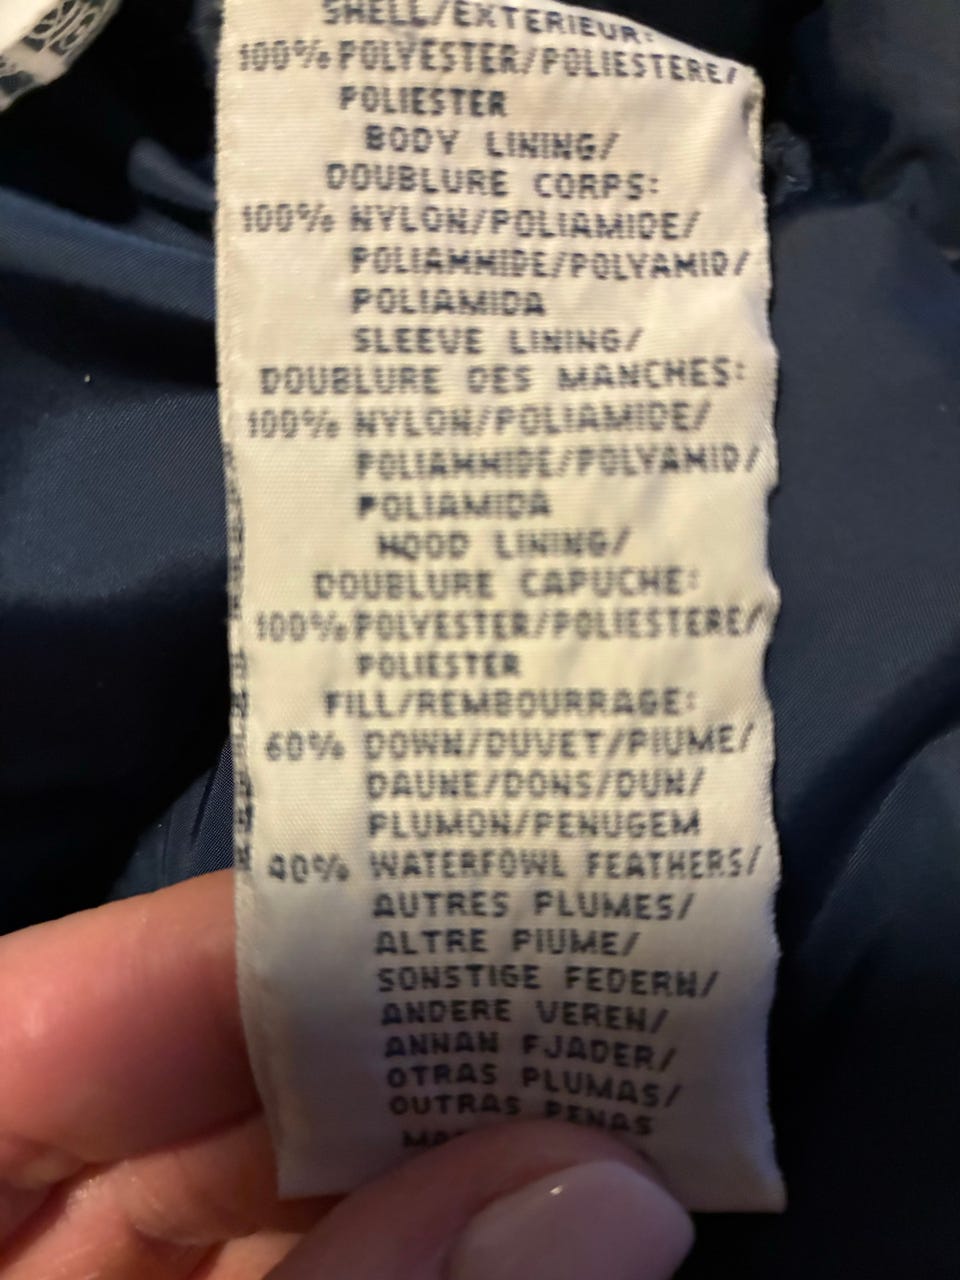 SHELL/EXTERIEUR:
100% POLYESTER/POLIESTERE/
POLIESTER
BODY LINING/
DOUBLURE CORPS:
100% NYLON/POLIAMIDE/
POLIAMMIDE/POLYAMID/
POLIAMIDA
SLEEVE LINING/
DOUBLURE DES MANCHES:
100% NYLON/POLIAMIDE/
POLIAMMIDE/POLYAMID/
POLIAMIDA
HOOD LINING/
DOUBLURE CAPUCHE:
100% POLYESTER/POLIESTERE/
POLIESTER
FILL/REMBOURRAGE:
60% DOWN/DUVET/PIUME/
DAUNE/DONS/DUN/
PLUMON/PENUGEM
40% WATERFOWL FEATHERS/
AUTRES PLUMES/
ALTRE PIUME/
SONSTIGE FEDERN/
ANDERE VEREN/
ANNAN FJADER/
OTRAS PLUMAS/
OUTRAS PENAS